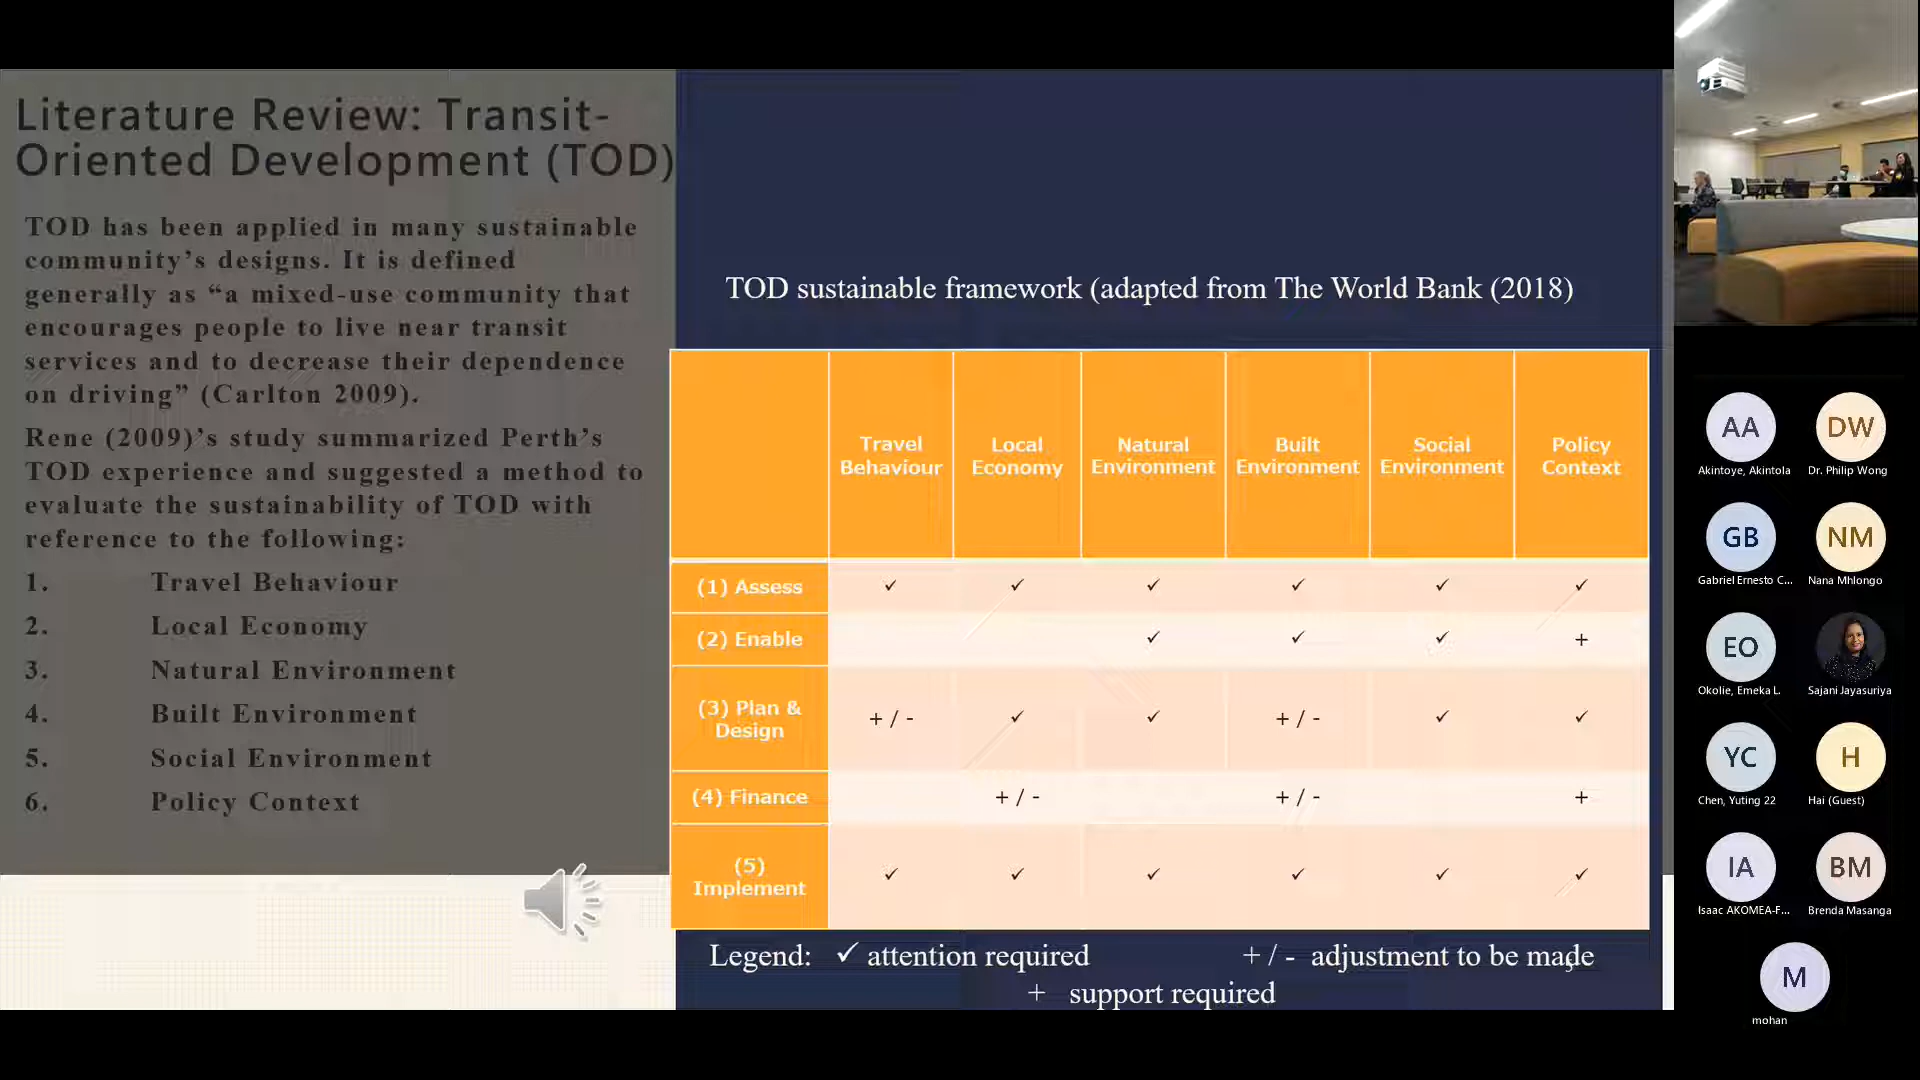 Literature Review: Transit-
Oriented Development (TOD)
TOD has been applied in many sustainable
community’s designs. It is defined
generally as “a mixed-use community that
encourages people to live near transit
services and to decrease their dependence
on driving” (Carlton 2009).
Rene (2009)’s study summarized Perth’s
TOD experience and suggested a method to
evaluate the sustainability of TOD with
reference to the following:
1. Travel Behaviour
2. Local Economy
3. Natural Environment
4. Built Environment
5. Social Environment
6. Policy Context
TOD sustainable framework (adapted from The World Bank (2018)
Travel Behaviour Local Economy Natural Environment Built Environment Social Environment Policy Context
(1) Assess ✓ ✓ ✓ ✓ ✓ ✓
(2) Enable ✓ ✓ ✓ +
(3) Plan & Design + / - ✓ ✓ + / - ✓ ✓
(4) Finance + / - + / - +
(5) Implement ✓ ✓ ✓ ✓ ✓ ✓
Legend: ✓ attention required + / - adjustment to be made
+ support required
AA DW
Akintoye, Akintola Dr. Philip Wong
GB NM
Gabriel Ernesto C... Nana Mhlongo
EO
Okolie, Emeka L. Sajani Jayasuriya
YC H
Chen, Yuting 22 Hai (Guest)
IA BM
Isaac AKOMEA-F... Brenda Masanga
M
mohan